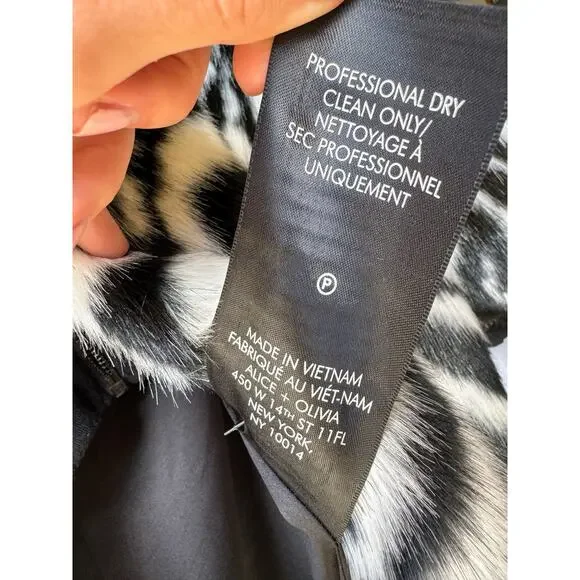 PROFESSIONAL DRY
CLEAN ONLY/
NETTOYAGE À
SEC PROFESSIONNEL
UNIQUEMENT
P
MADE IN VIETNAM
FABRIQUÉ AU VIÊT-NAM
ALICE + OLIVIA
450 W 14TH ST 11FL
NEW YORK,
NY 10014